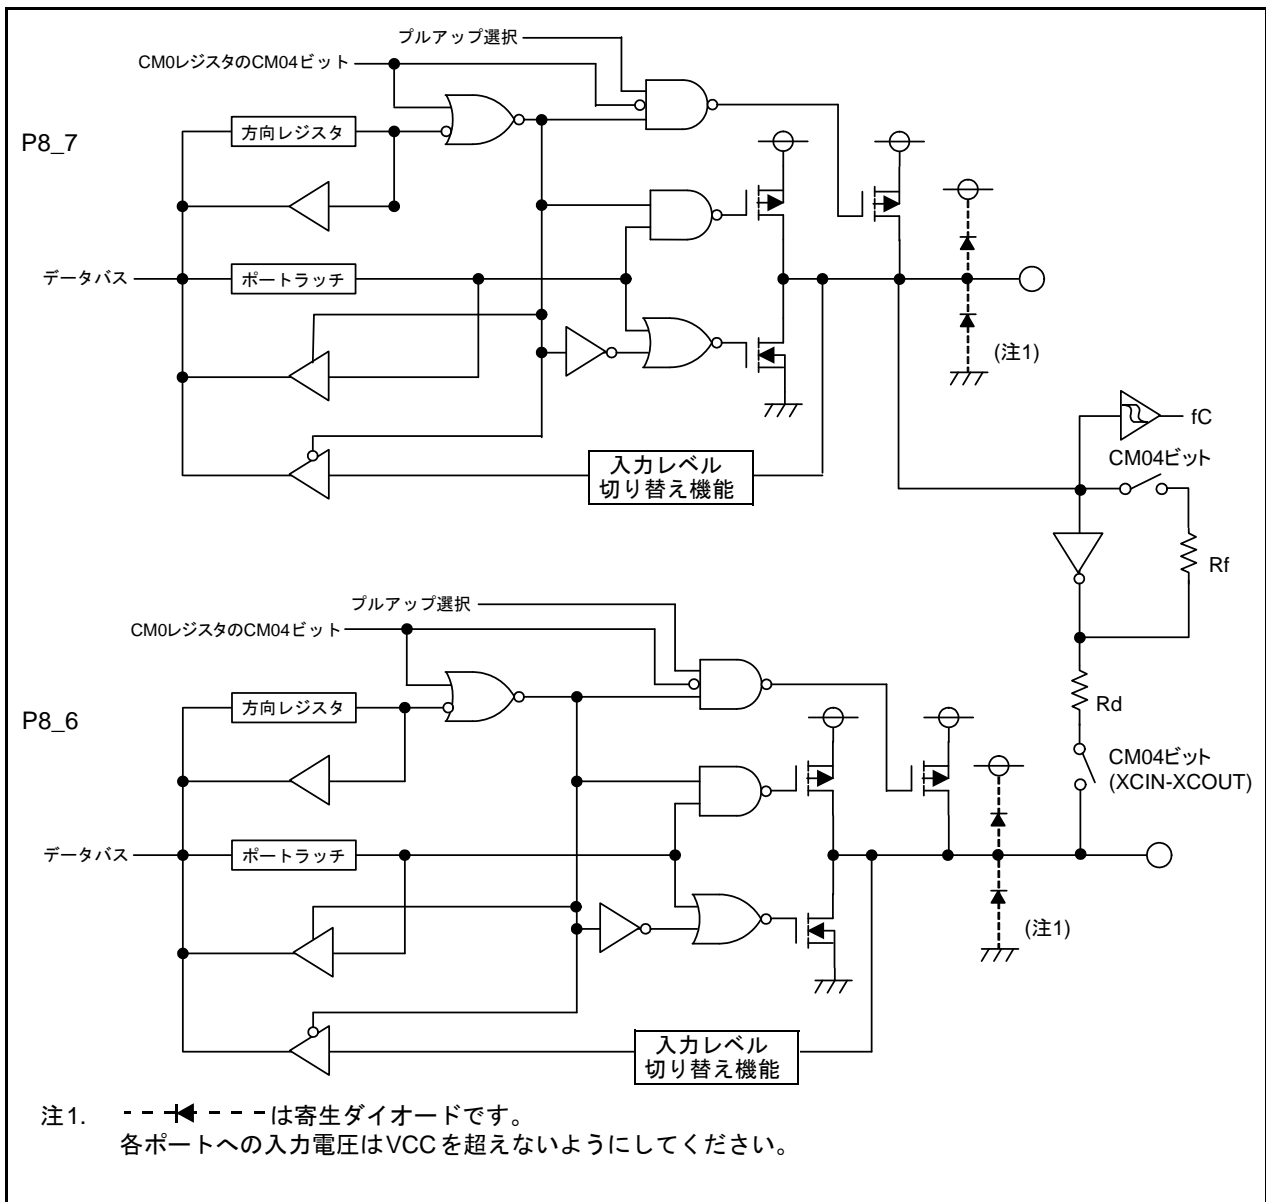 プルアップ選択
CM0レジスタのCM04ビット
P8_7
方向レジスタ
データバス
ポートラッチ
(注1)
入力レベル
切り替え機能
fC
CM04ビット
Rf
プルアップ選択
CM0レジスタのCM04ビット
P8_6
方向レジスタ
Rd
CM04ビット
(XCIN-XCOUT)
データバス
ポートラッチ
(注1)
入力レベル
切り替え機能
注1. は寄生ダイオードです。
各ポートへの入力電圧はVCCを超えないようにしてください。